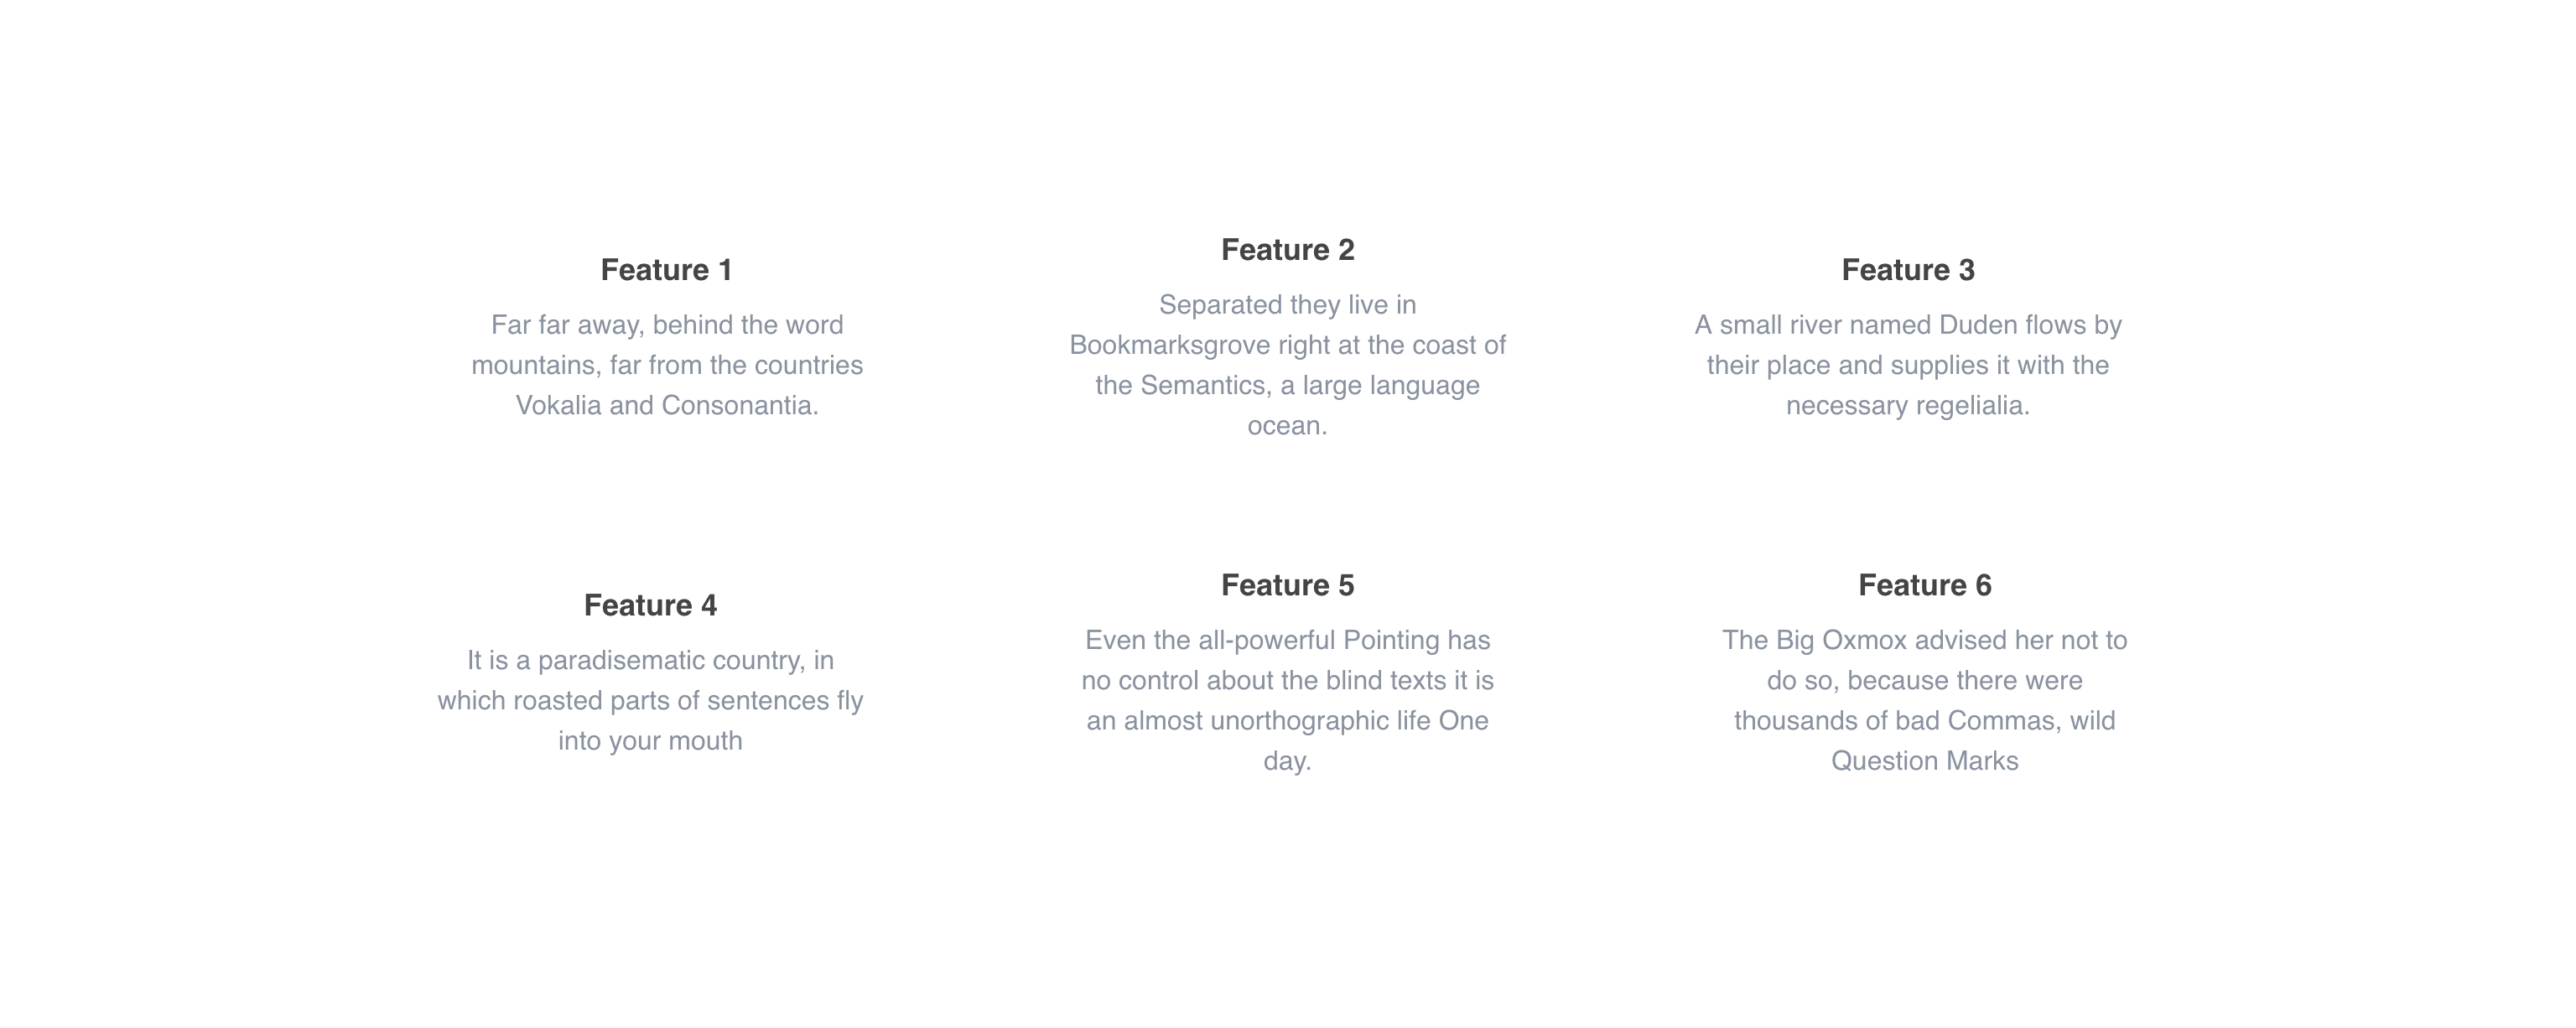 Feature 1
Far far away, behind the word
mountains, far from the countries
Vokalia and Consonantia.
Feature 2
Separated they live in
Bookmarksgrove right at the coast of
the Semantics, a large language
ocean.
Feature 3
A small river named Duden flows by
their place and supplies it with the
necessary regelialia.
Feature 4
It is a paradisematic country, in
which roasted parts of sentences fly
into your mouth
Feature 5
Even the all-powerful Pointing has
no control about the blind texts it is
an almost unorthographic life One
day.
Feature 6
The Big Oxmox advised her not to
do so, because there were
thousands of bad Commas, wild
Question Marks